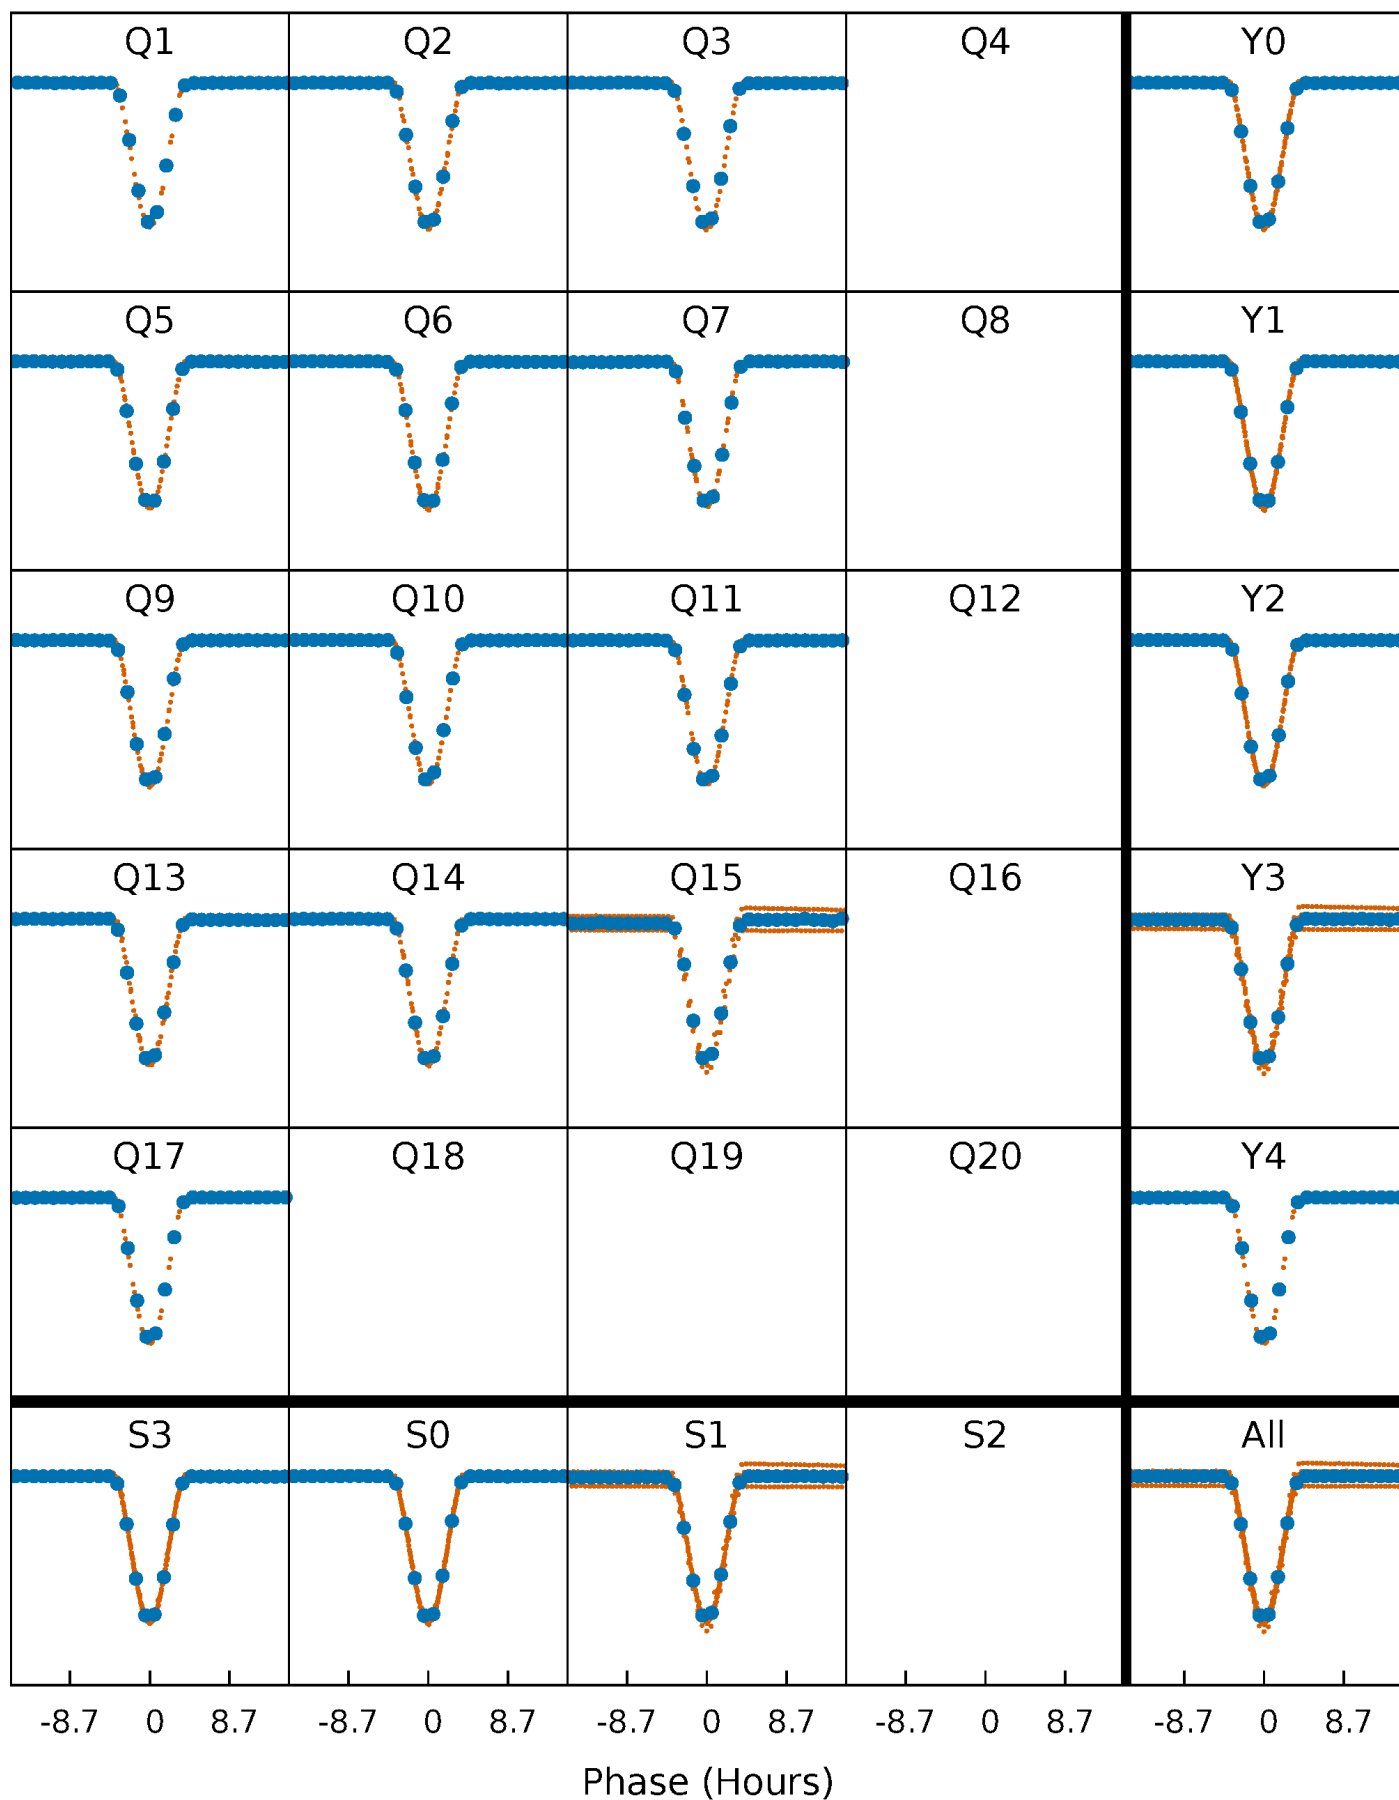 Q1 Q2 Q3 Q4 Y0
Q5 Q6 Q7 Q8 Y1
Q9 Q10 Q11 Q12 Y2
Q13 Q14 Q15 Q16 Y3
Q17 Q18 Q19 Q20 Y4
S3 S0 S1 S2 All
-8.7 0 8.7 -8.7 0 8.7 -8.7 0 8.7 -8.7 0 8.7 -8.7 0 8.7
Phase (Hours)